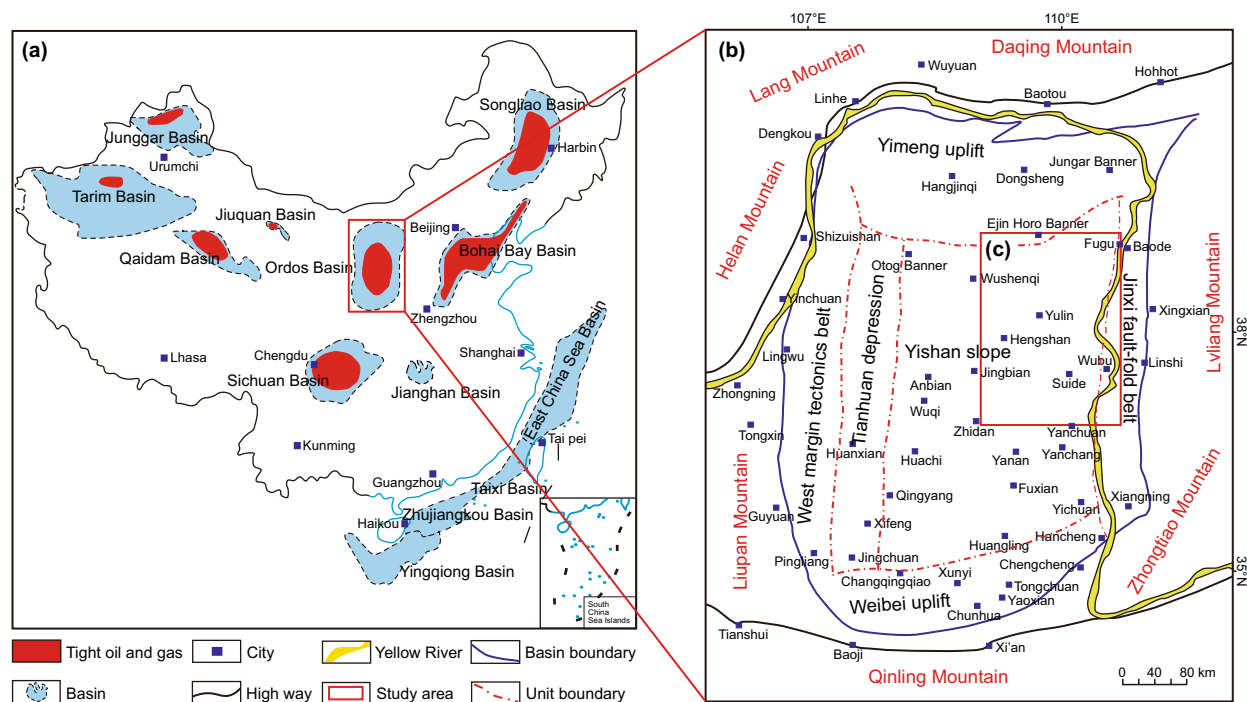 (a)
Songliao Basin
Junggar Basin
Harbin
Urumchi
Tarim Basin
Jiuquan Basin
Beijing
Qaidam Basin
Ordos Basin
Bohai Bay Basin
Zhengzhou
Lhasa
Chengdu
Shanghai
Sichuan Basin
Jianghan Basin
East China Sea Basin
Kunming
Tai pei
Guangzhou
Taixi Basin
Haikou
Zhujiangkou Basin
Yingqiong Basin
South
China
Sea Islands
107°E
110°E
(b)
Daqing Mountain
Lang Mountain
Wuyuan
Hohhot
Linhe
Baotou
Dengkou
Yimeng uplift
Jungar Banner
Hangjinqi
Dongsheng
Helan Mountain
Ejin Horo Banner
Shizuishan
(c)
Fugu
Baode
Otog Banner
Wushenqi
Yinchuan
Yulin
Xingxian
Jinxi fault-fold belt
Lvliang Mountain
38°N
West margin tectonics belt
Tianhuan depression
Yishan slope
Hengshan
Lingwu
Wubu
Linshi
Jingbian
Zhongning
Anbian
Suide
Wuqi
Tongxin
Zhidan
Yanchuan
Huanxian
Huachi
Yanan
Yanchang
Qingyang
Fuxian
Liupan Mountain
Guyuan
Yichuan
Xiangning
Xifeng
Zhongtiao Mountain
Huangling
Hancheng
Pingliang
Jingchuan
Chengcheng
35°N
Changqingqiao
Xunyi
Tongchuan
Weibei uplift
Yaoxian
Chunhua
Tianshui
Baoji
Xi'an
Qinling Mountain
0 40 80 km
Tight oil and gas
City
Yellow River
Basin boundary
Basin
High way
Study area
Unit boundary